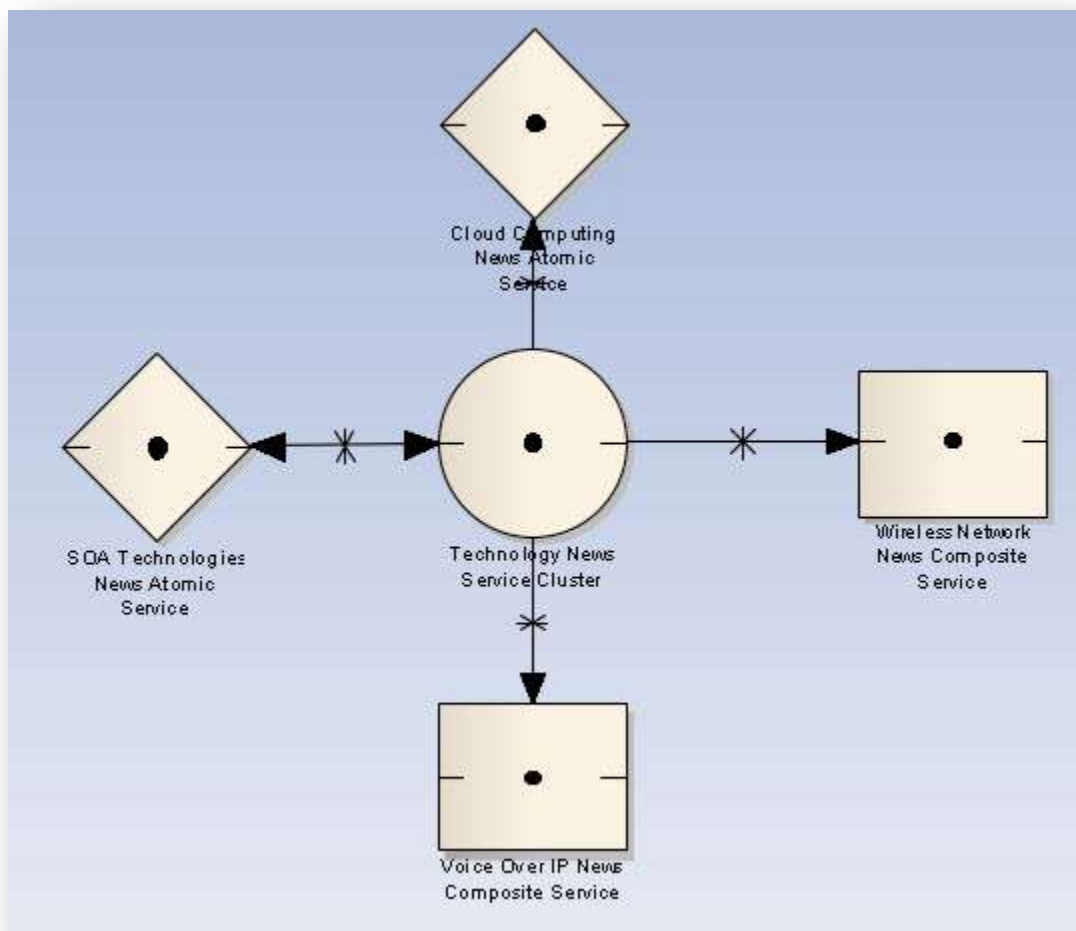 Cloud Computing
News Atomic
Service
SOA Technologies
News Atomic
Service
Technology News
Service Cluster
Wireless Network
News Composite
Service
Voice Over IP News
Composite Service